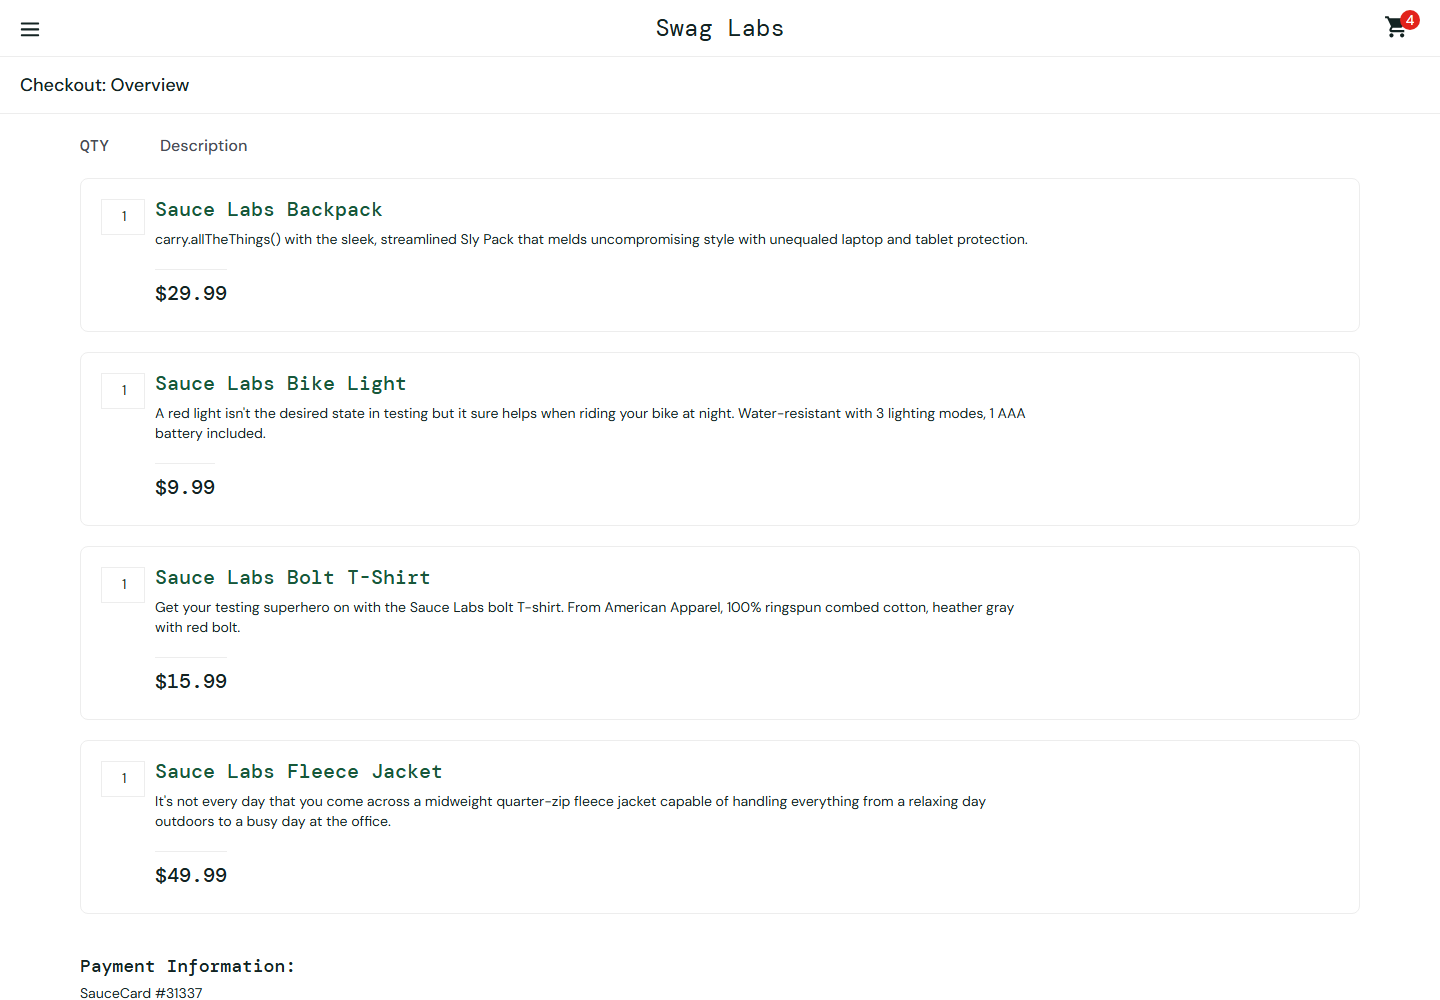 Swag Labs
4
Checkout: Overview
QTY Description
1
Sauce Labs Backpack
carry.allTheThings() with the sleek, streamlined Sly Pack that melds uncompromising style with unequaled laptop and tablet protection.
$29.99
1
Sauce Labs Bike Light
A red light isn't the desired state in testing but it sure helps when riding your bike at night. Water-resistant with 3 lighting modes, 1 AAA
battery included.
$9.99
1
Sauce Labs Bolt T-Shirt
Get your testing superhero on with the Sauce Labs bolt T-shirt. From American Apparel, 100% ringspun combed cotton, heather gray
with red bolt.
$15.99
1
Sauce Labs Fleece Jacket
It's not every day that you come across a midweight quarter-zip fleece jacket capable of handling everything from a relaxing day
outdoors to a busy day at the office.
$49.99
Payment Information:
SauceCard #31337